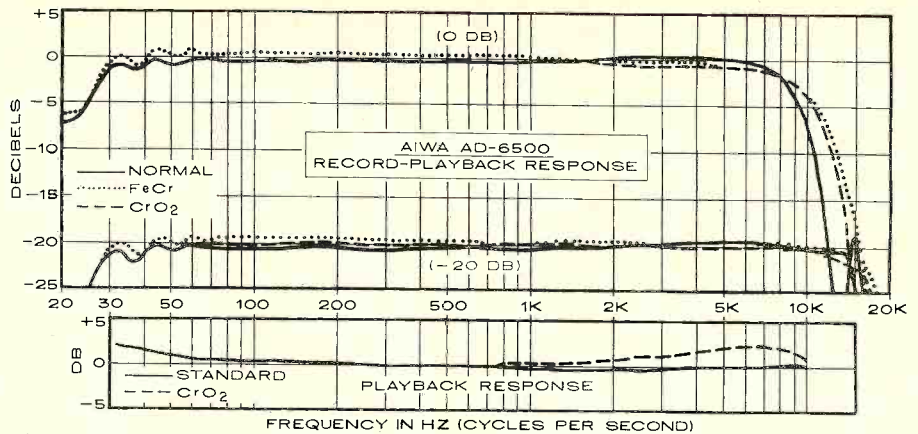 +5
(0 DB)
0
-5
DECIBELS
AIWA AD-6500
RECORD-PLAYBACK RESPONSE
-10
NORMAL
-15
FeCr
CrO2
-20
(-20 DB)
-25
20 30 50 100 200 500 1K 2K 5K 10K 20K
+5
DB
0
STANDARD
CrO2
PLAYBACK RESPONSE
-5
FREQUENCY IN HZ (CYCLES PER SECOND)